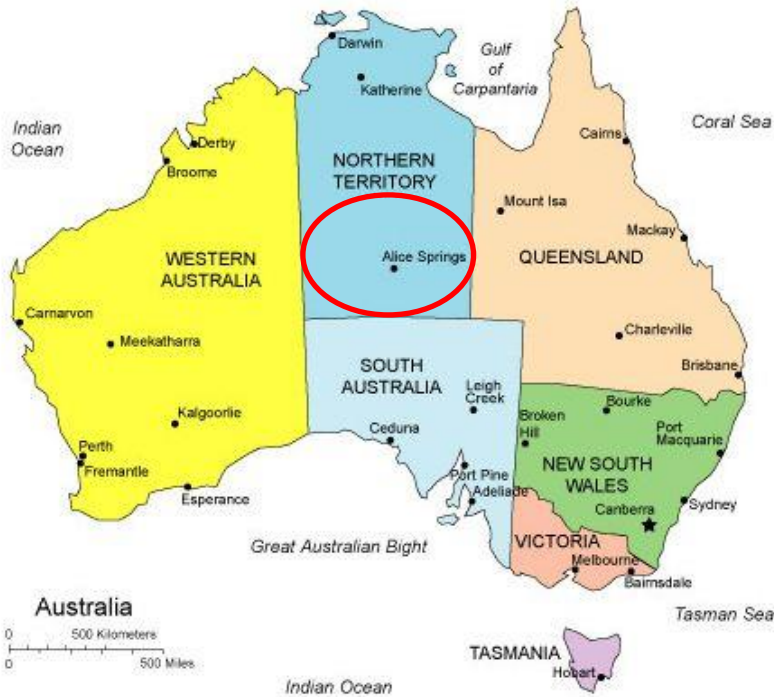 Darwin
Katherine
Gulf
of
Carpantaria
Indian
Ocean
Coral Sea
Derby
Broome
Cairns
NORTHERN
TERRITORY
Mount Isa
Mackay
WESTERN
AUSTRALIA
Alice Springs
QUEENSLAND
Carnarvon
Meekatharra
Charleville
SOUTH
AUSTRALIA
Brisbane
Leigh
Creek
Kalgoorlie
Ceduna
Broken
Hill
Bourke
Port
Macquarie
Perth
Fremantle
Esperance
Port Pine
Adeliade
NEW SOUTH
WALES
Canberra
Sydney
Great Australian Bight
VICTORIA
Melbourne
Bairnsdale
Australia
0 500 Kilometers
0 500 Miles
Tasman Sea
TASMANIA
Hobart
Indian Ocean